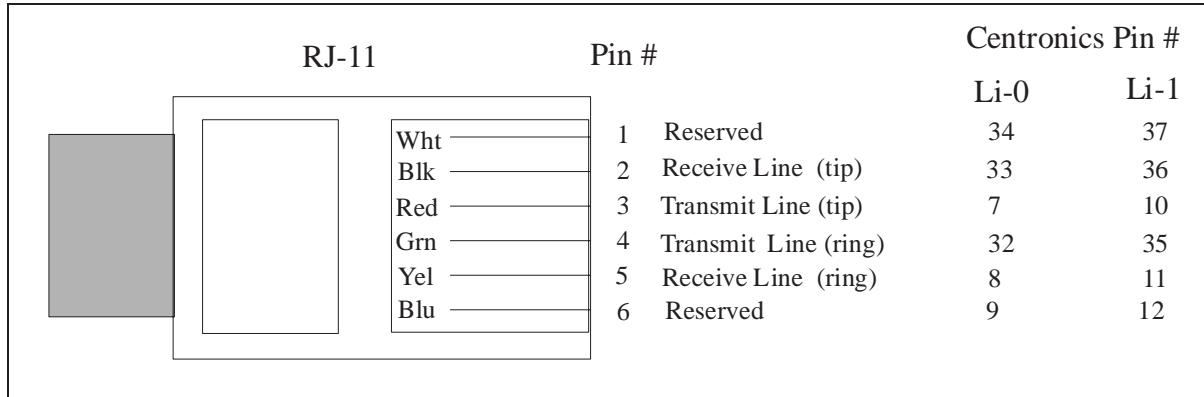 RJ-11 Pin # Centronics Pin #
Li-0 Li-1
Wht 1 Reserved 34 37
Blk 2 Receive Line (tip) 33 36
Red 3 Transmit Line (tip) 7 10
Grn 4 Transmit Line (ring) 32 35
Yel 5 Receive Line (ring) 8 11
Blu 6 Reserved 9 12